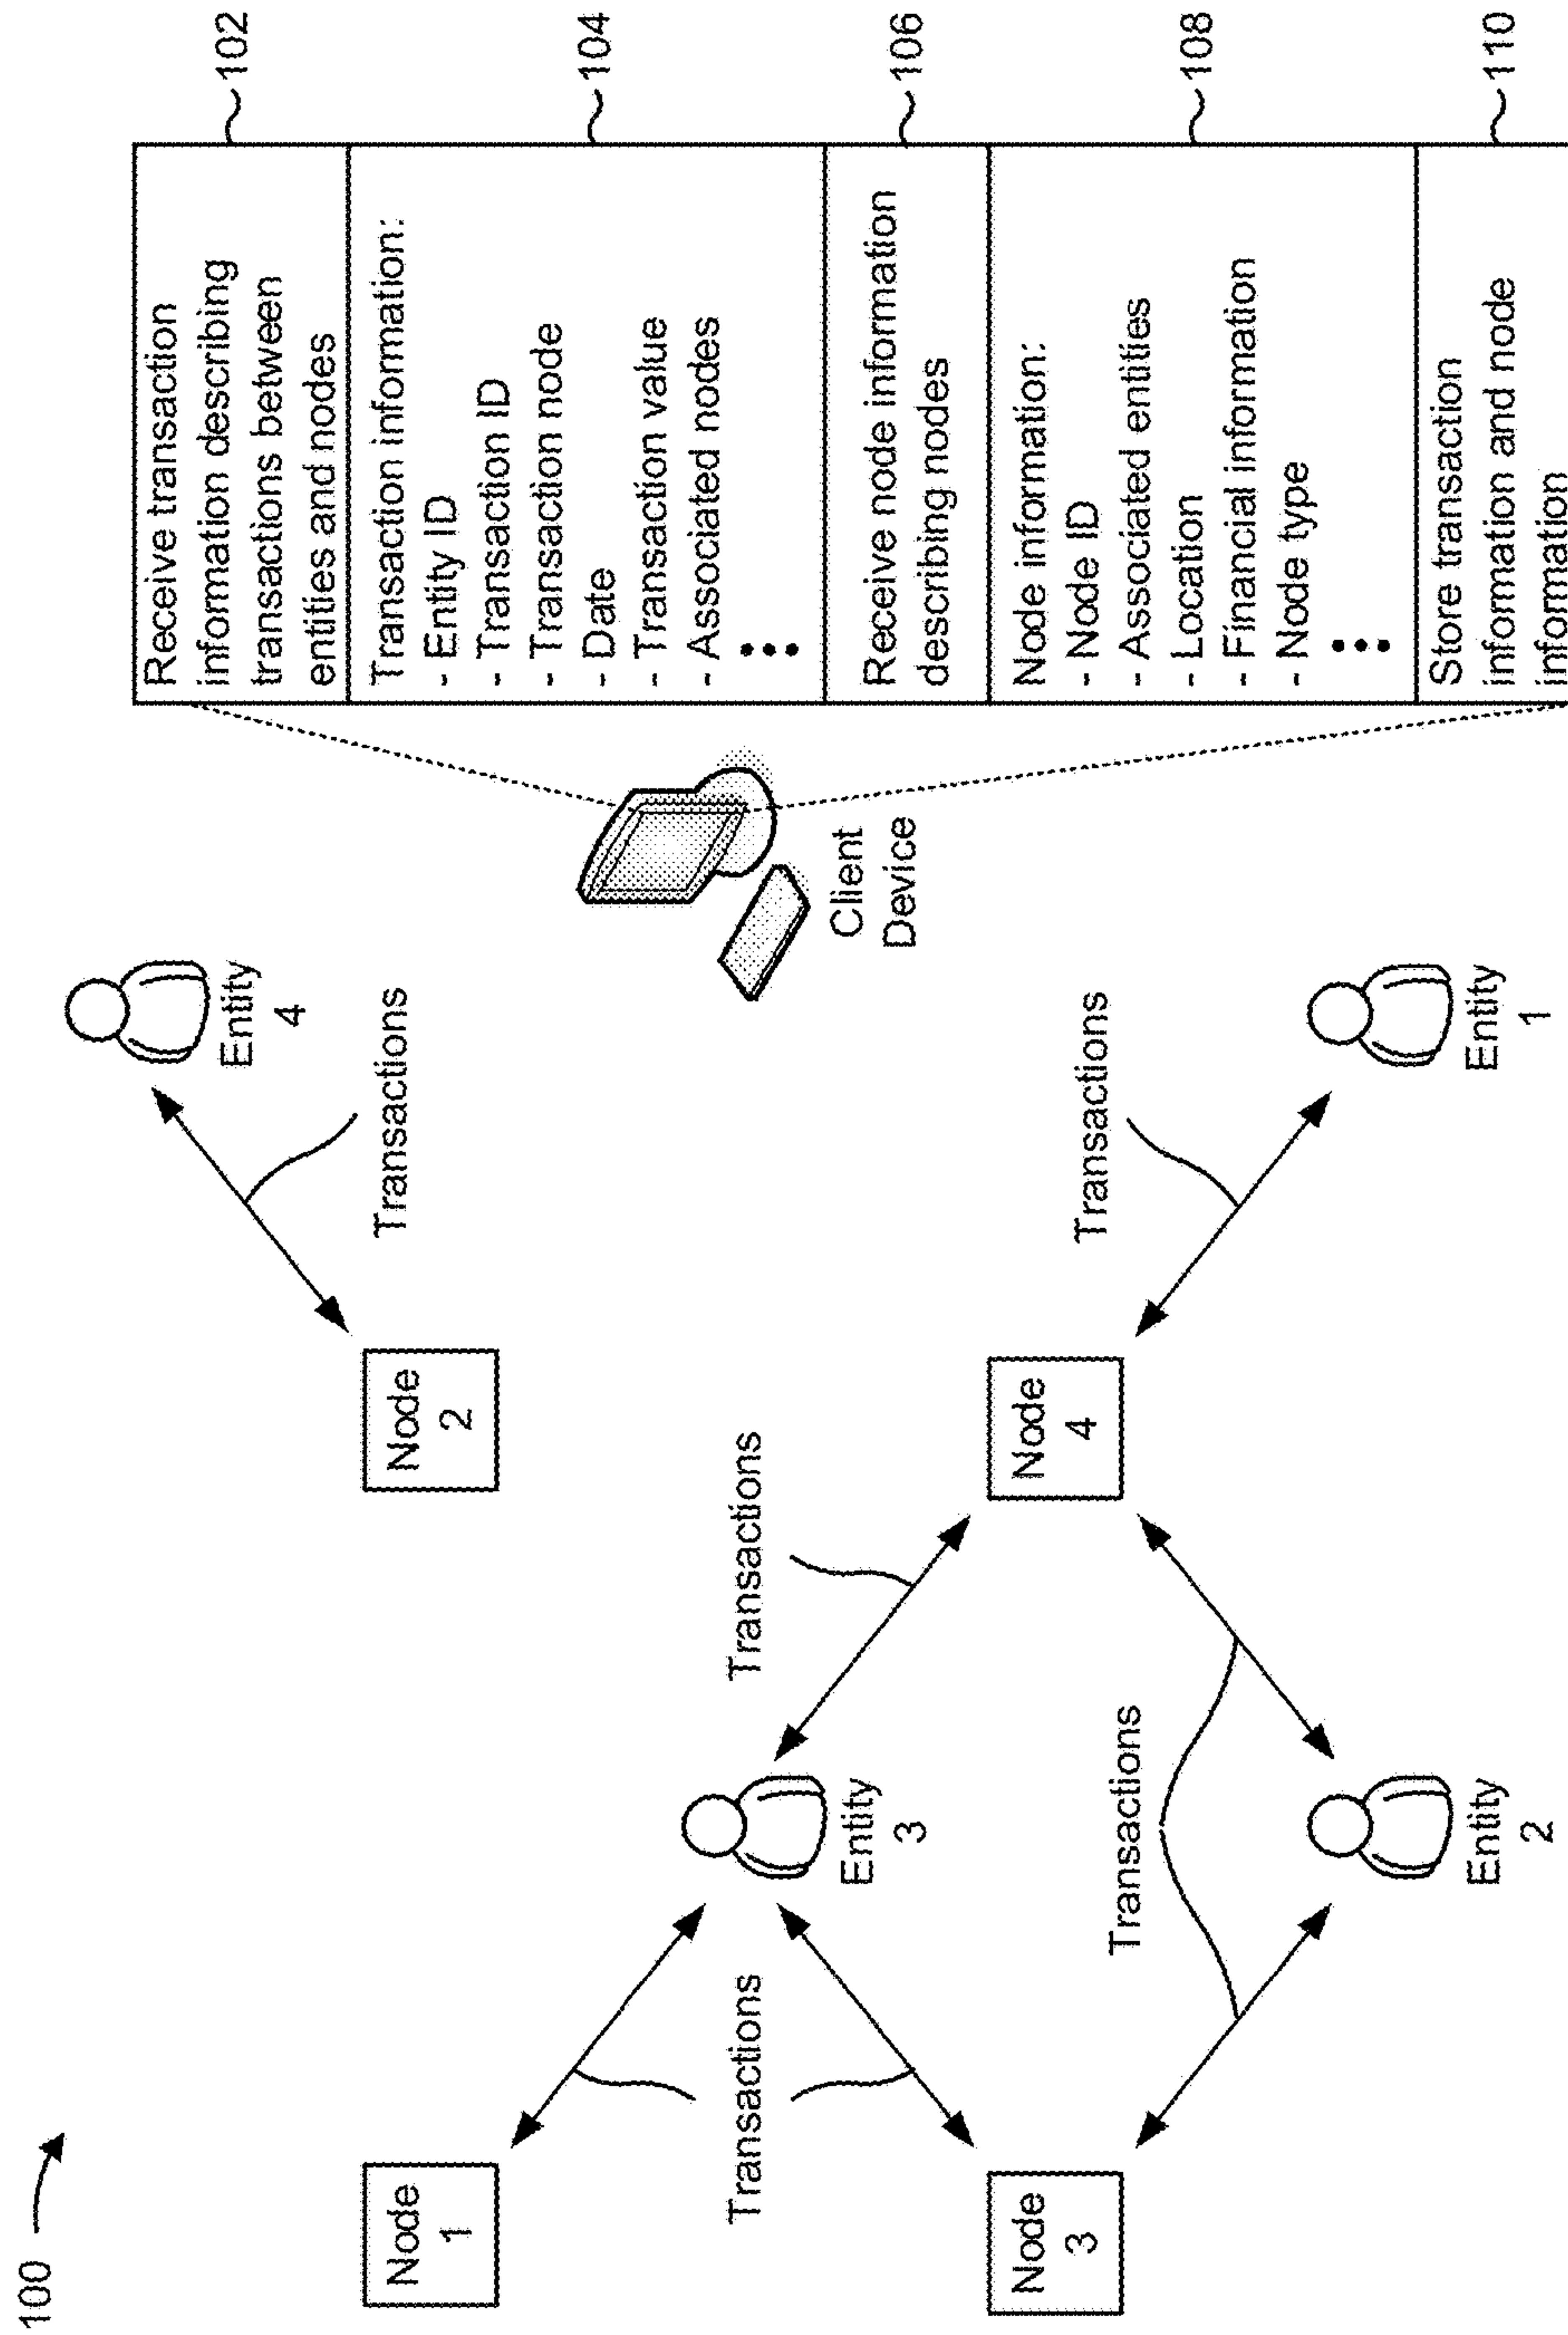 100
Node
1
Transactions
Node
3
Entity
3
Transactions
Entity
2
Transactions
Node
2
Node
4
Transactions
Entity
4
Transactions
Entity
1
Client
Device
Receive transaction
information describing
transactions between
entities and nodes
102
Transaction information:
- Entity ID
- Transaction ID
- Transaction node
- Date
- Transaction value
- Associated nodes
104
Receive node information
describing nodes
106
Node information:
- Node ID
- Associated entities
- Location
- Financial information
- Node type
108
Store transaction
information and node
information
110